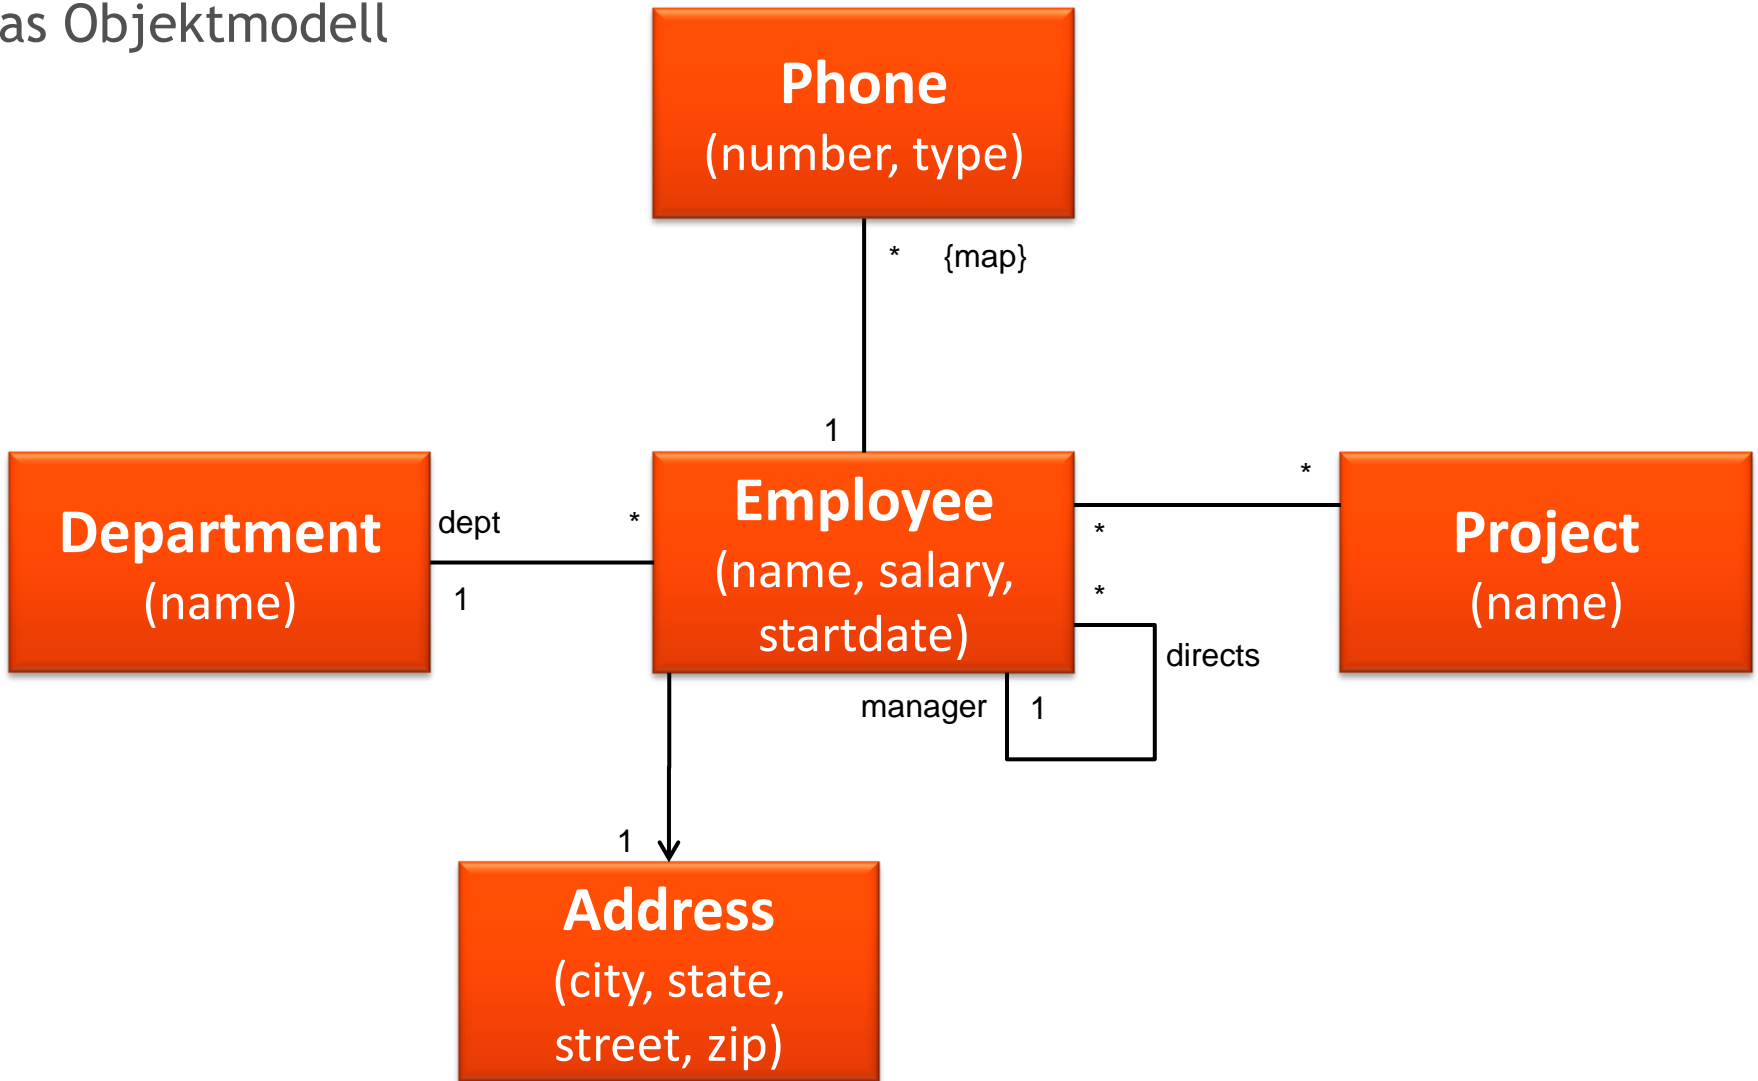 as Objektmodell
Phone
(number, type)
* {map}
1
Department
(name)
dept
1
*
Employee
(name, salary,
startdate)
*
*
*
Project
(name)
directs
manager 1
1
Address
(city, state,
street, zip)